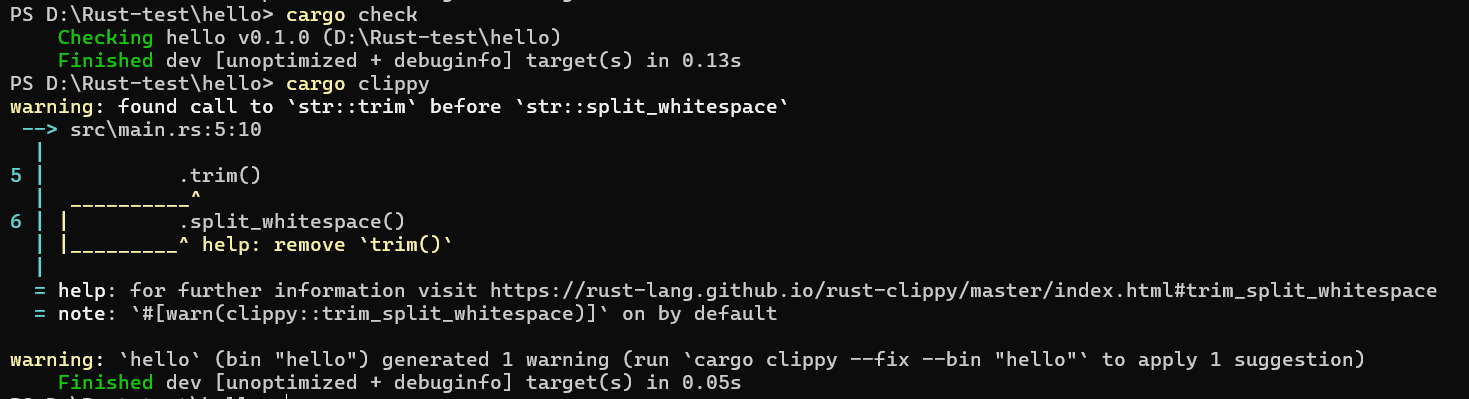 PS D:\Rust-test\hello> cargo check
    Checking hello v0.1.0 (D:\Rust-test\hello)
    Finished dev [unoptimized + debuginfo] target(s) in 0.13s
PS D:\Rust-test\hello> cargo clippy
warning: found call to `str::trim` before `str::split_whitespace`
 --> src\main.rs:5:10
  |
5 |           .trim()
  |  __________^
6 | |         .split_whitespace()
  | |_________^ help: remove `trim()`
  |
  = help: for further information visit https://rust-lang.github.io/rust-clippy/master/index.html#trim_split_whitespace
  = note: `#[warn(clippy::trim_split_whitespace)]` on by default

warning: `hello` (bin "hello") generated 1 warning (run `cargo clippy --fix --bin "hello"` to apply 1 suggestion)
    Finished dev [unoptimized + debuginfo] target(s) in 0.05s